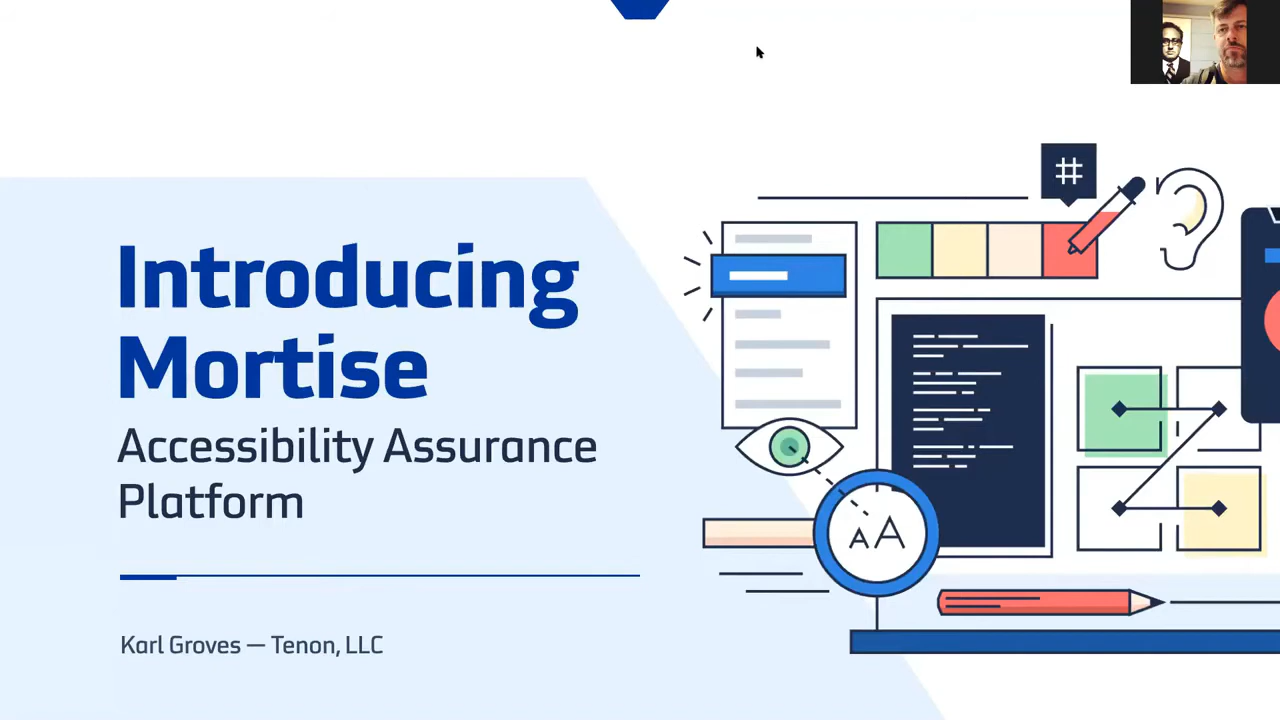 Introducing
Mortise
Accessibility Assurance
Platform
Karl Groves — Tenon, LLC
#
AA